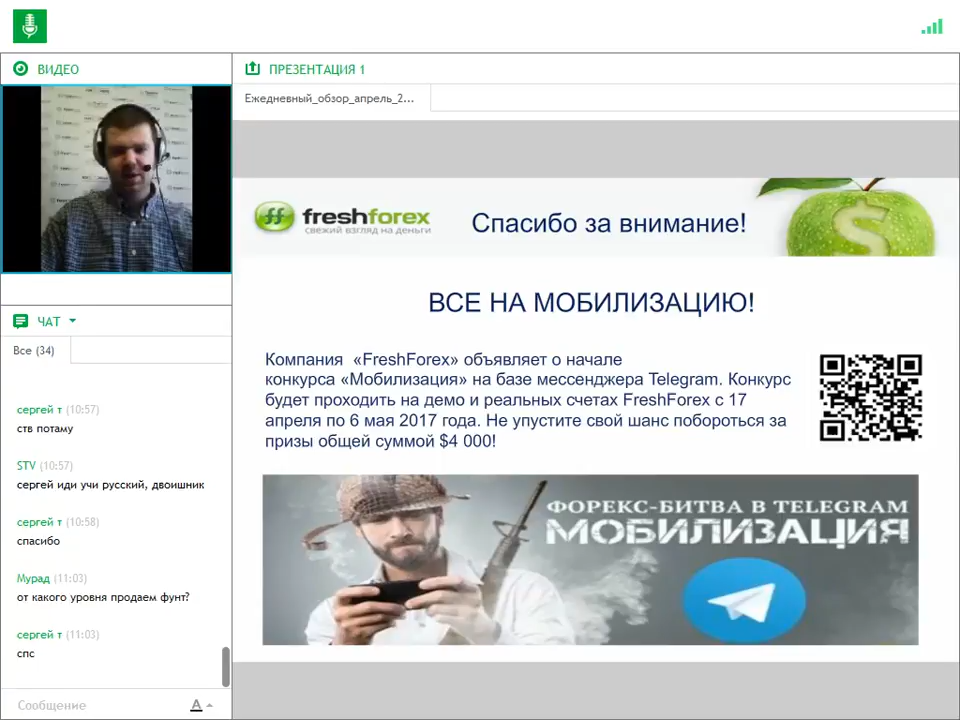 ВИДЕО
ПРЕЗЕНТАЦИЯ 1
Ежедневный_обзор_апрель_2...
freshforex
свежий взгляд на деньги
Спасибо за внимание!
ВСЕ НА МОБИЛИЗАЦИЮ!
Компания «FreshForex» объявляет о начале
конкурса «Мобилизация» на базе мессенджера Telegram. Конкурс
будет проходить на демо и реальных счетах FreshForex с 17
апреля по 6 мая 2017 года. Не упустите свой шанс побороться за
призы общей суммой $4 000!
ФОРЕКС-БИТВА В TELEGRAM
МОБИЛИЗАЦИЯ
ЧАТ
Все (34)
сергей т (10:57)
ств потаму
STV (10:57)
сергей иди учи русский, двоишник
сергей т (10:58)
спасибо
Мурад (11:03)
от какого уровня продаем фунт?
сергей т (11:03)
спс
Сообщение
A